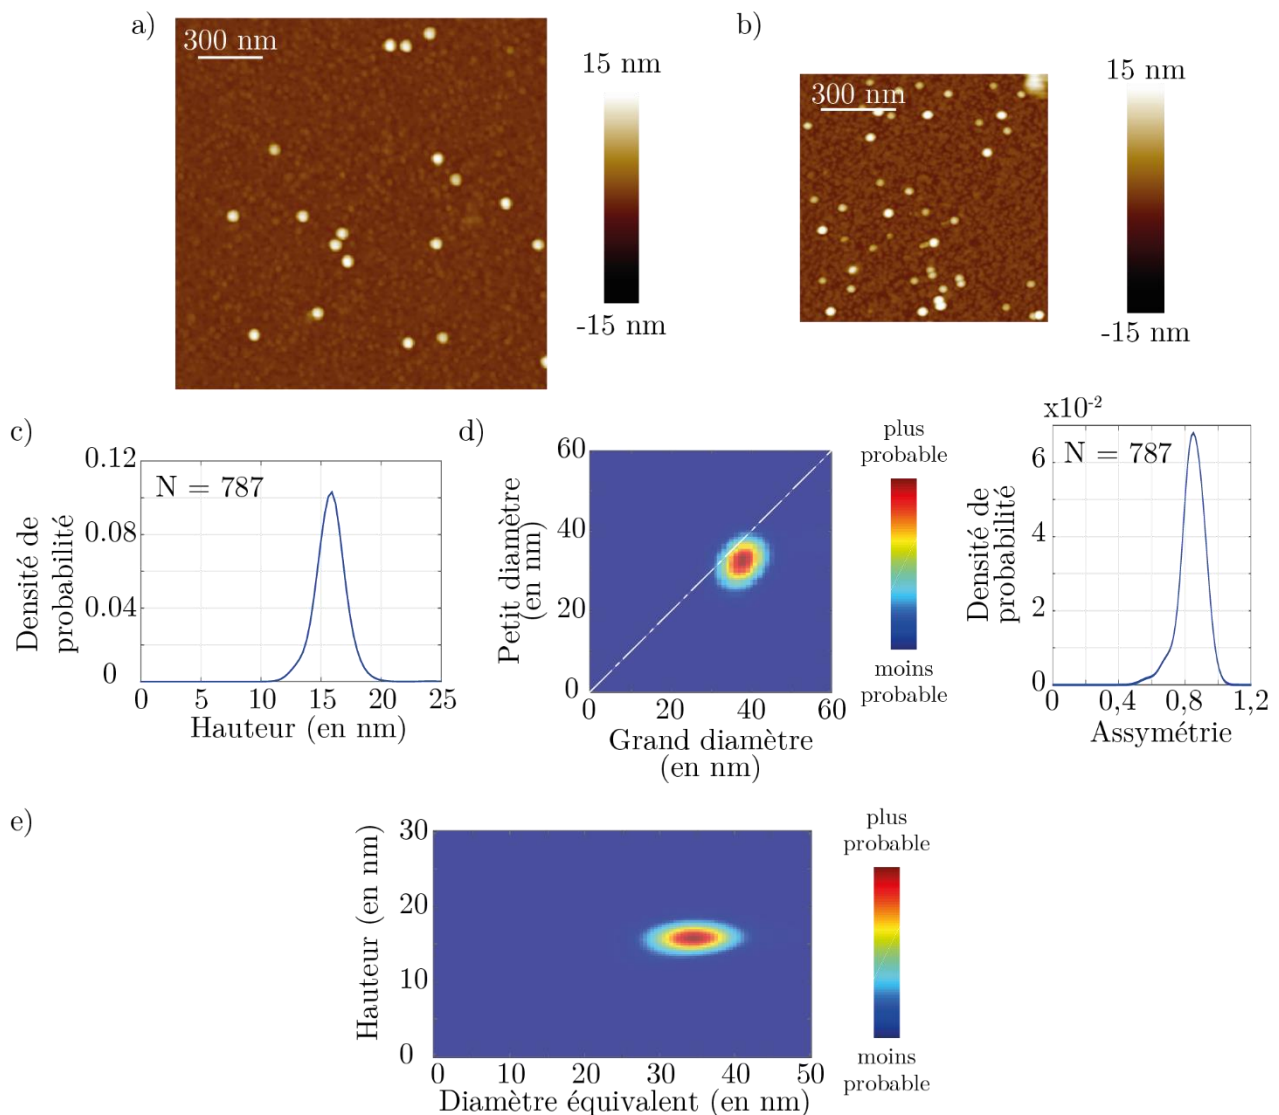 a)
300 nm
15 nm
-15 nm
b)
300 nm
15 nm
-15 nm
c)
0.12
0.08
0.04
0
N = 787
Densité de
probabilité
0 5 10 15 20 25
Hauteur (en nm)
d)
60
40
20
0
Petit diamètre
(en nm)
0 20 40 60
Grand diamètre
(en nm)
plus
probable
moins
probable
x10-2
6
4
2
0
N = 787
Densité de
probabilité
0 0,4 0,8 1,2
Assymétrie
e)
30
20
10
0
Hauteur (en nm)
0 10 20 30 40 50
Diamètre équivalent (en nm)
plus
probable
moins
probable